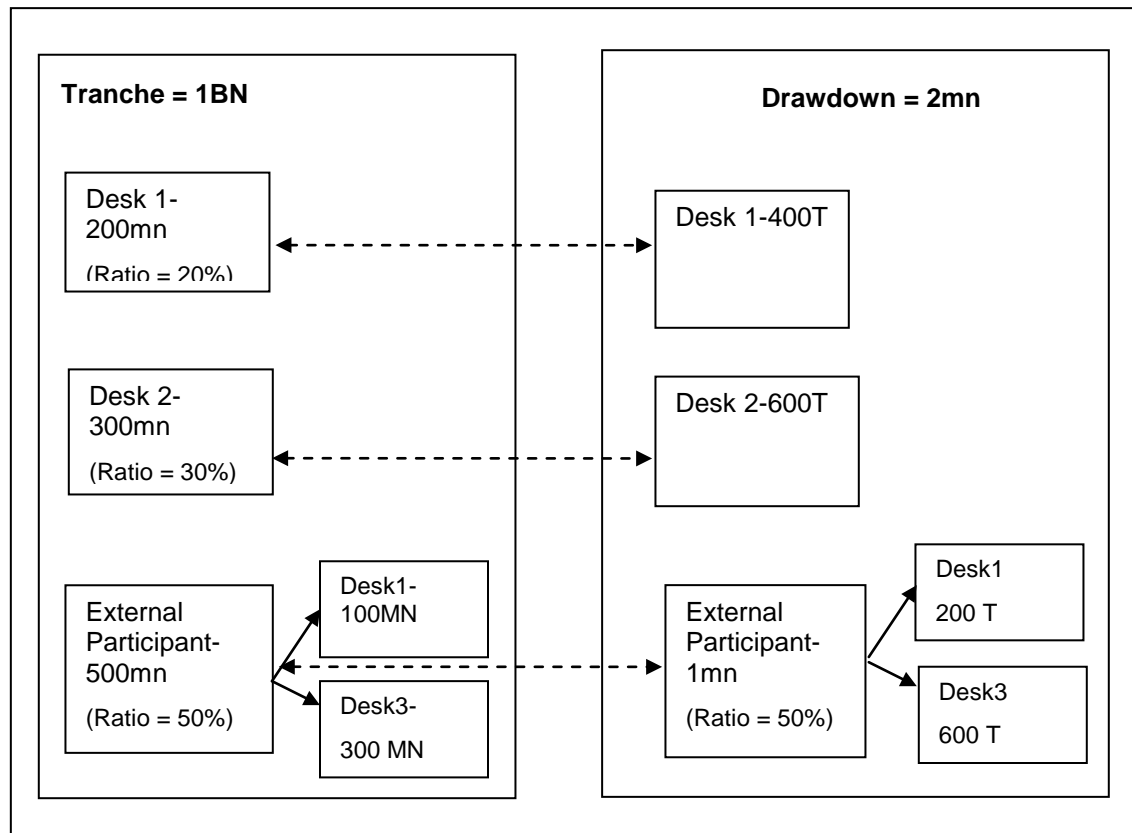 Tranche = 1BN
Desk 1-
200mn
(Ratio = 20%)
Desk 2-
300mn
(Ratio = 30%)
External
Participant-
500mn
(Ratio = 50%)
Desk1-
100MN
Desk3-
300 MN
Drawdown = 2mn
Desk 1-400T
Desk 2-600T
External
Participant-
1mn
(Ratio = 50%)
Desk1
200 T
Desk3
600 T